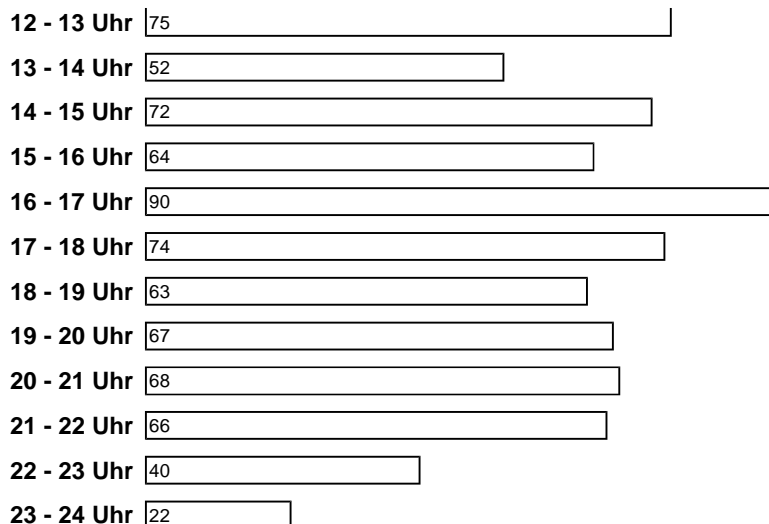 12 - 13 Uhr 75
13 - 14 Uhr 52
14 - 15 Uhr 72
15 - 16 Uhr 64
16 - 17 Uhr 90
17 - 18 Uhr 74
18 - 19 Uhr 63
19 - 20 Uhr 67
20 - 21 Uhr 68
21 - 22 Uhr 66
22 - 23 Uhr 40
23 - 24 Uhr 22